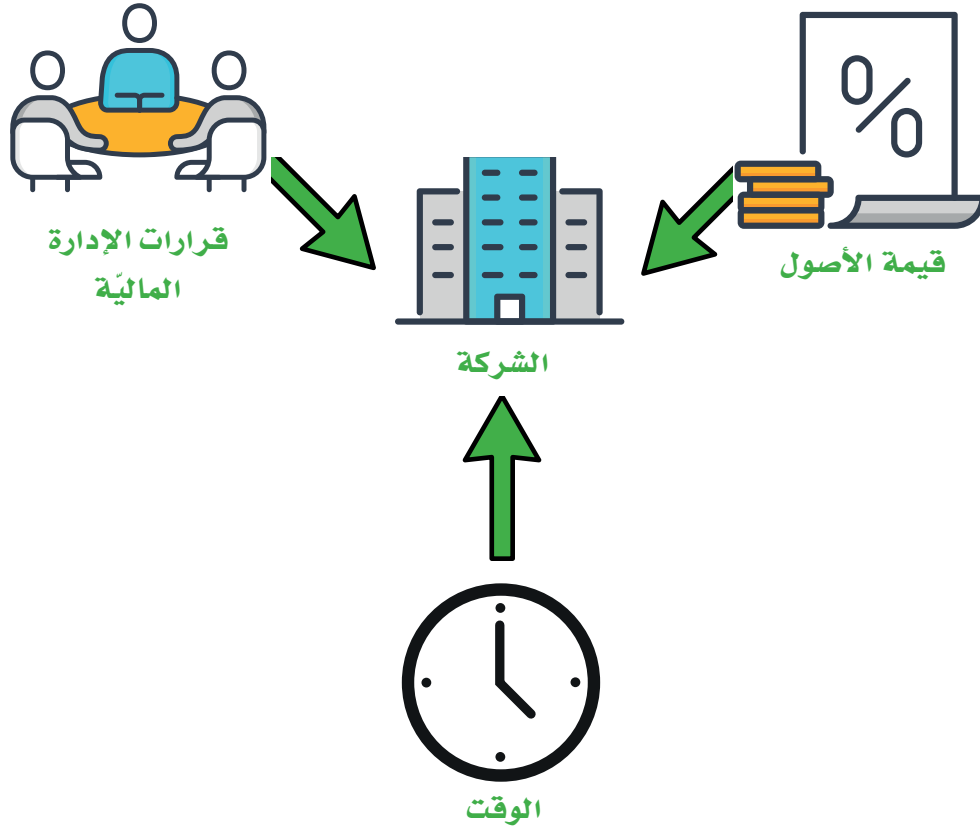 قرارات الإدارة
الماليّة
قيمة الأصول
الشركة
الوقت